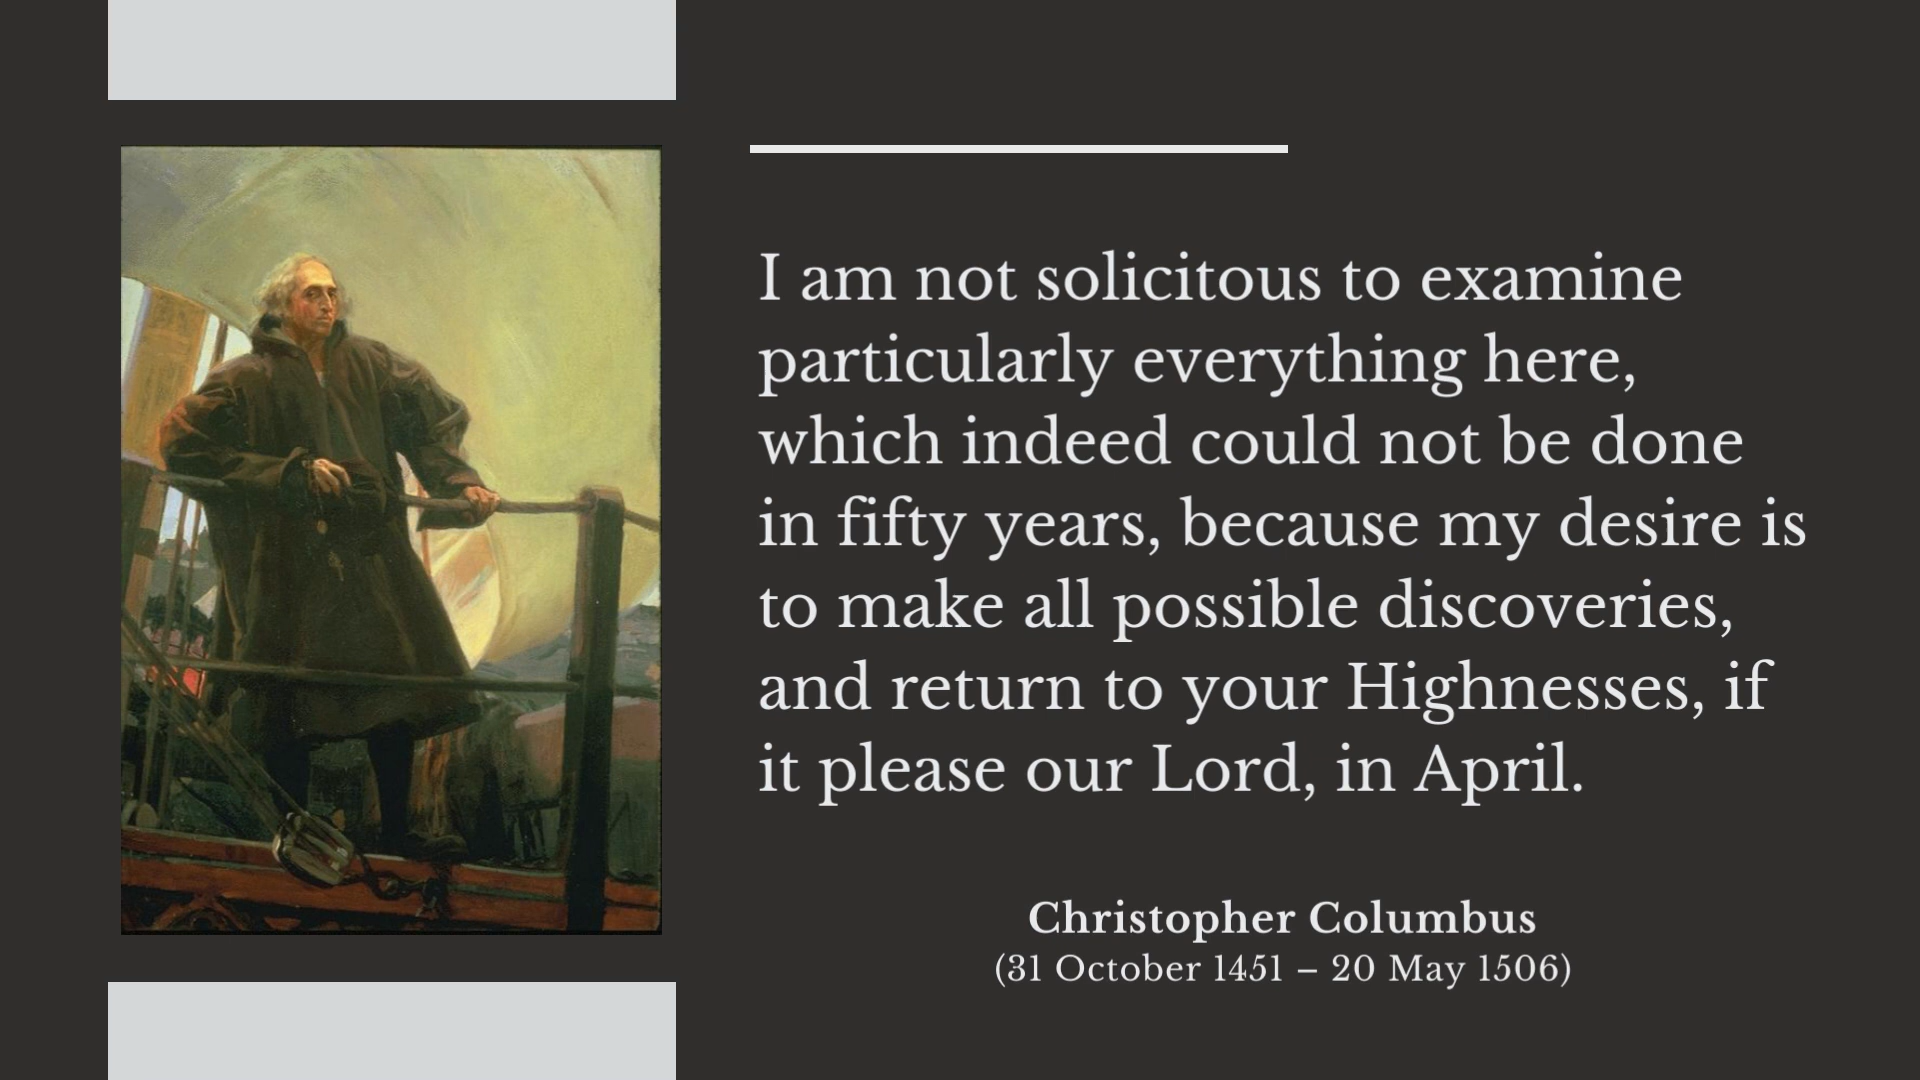 I am not solicitous to examine
particularly everything here,
which indeed could not be done
in fifty years, because my desire is
to make all possible discoveries,
and return to your Highnesses, if
it please our Lord, in April.
Christopher Columbus
(31 October 1451 – 20 May 1506)